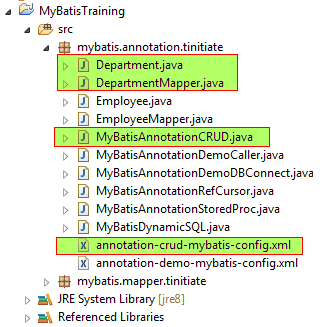 MyBatisTraining
src
mybatis.annotation.tinitiate
Department.java
DepartmentMapper.java
Employee.java
EmployeeMapper.java
MyBatisAnnotationCRUD.java
MyBatisAnnotationDemoCaller.java
MyBatisAnnotationDemoDBConnect.java
MyBatisAnnotationRefCursor.java
MyBatisAnnotationStoredProc.java
MyBatisDynamicSQL.java
annotation-crud-mybatis-config.xml
annotation-demo-mybatis-config.xml
mybatis.mapper.tinitiate
JRE System Library [jre8]
Referenced Libraries